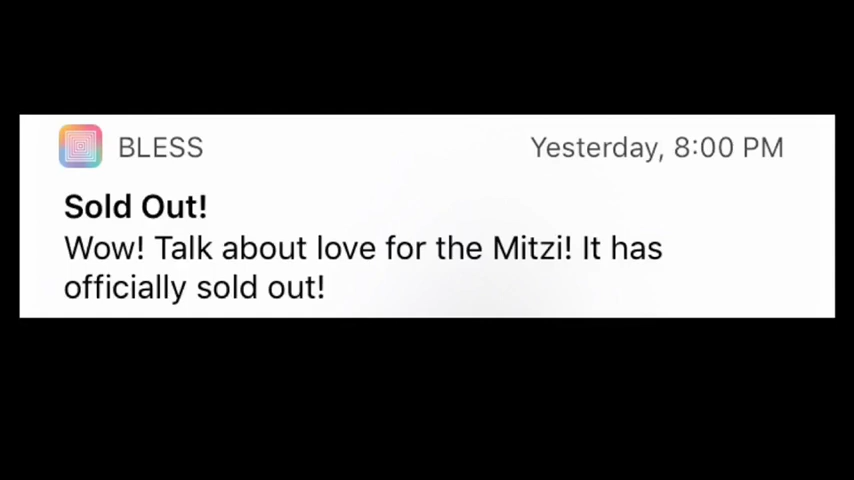 BLESS Yesterday, 8:00 PM
Sold Out!
Wow! Talk about love for the Mitzi! It has
officially sold out!